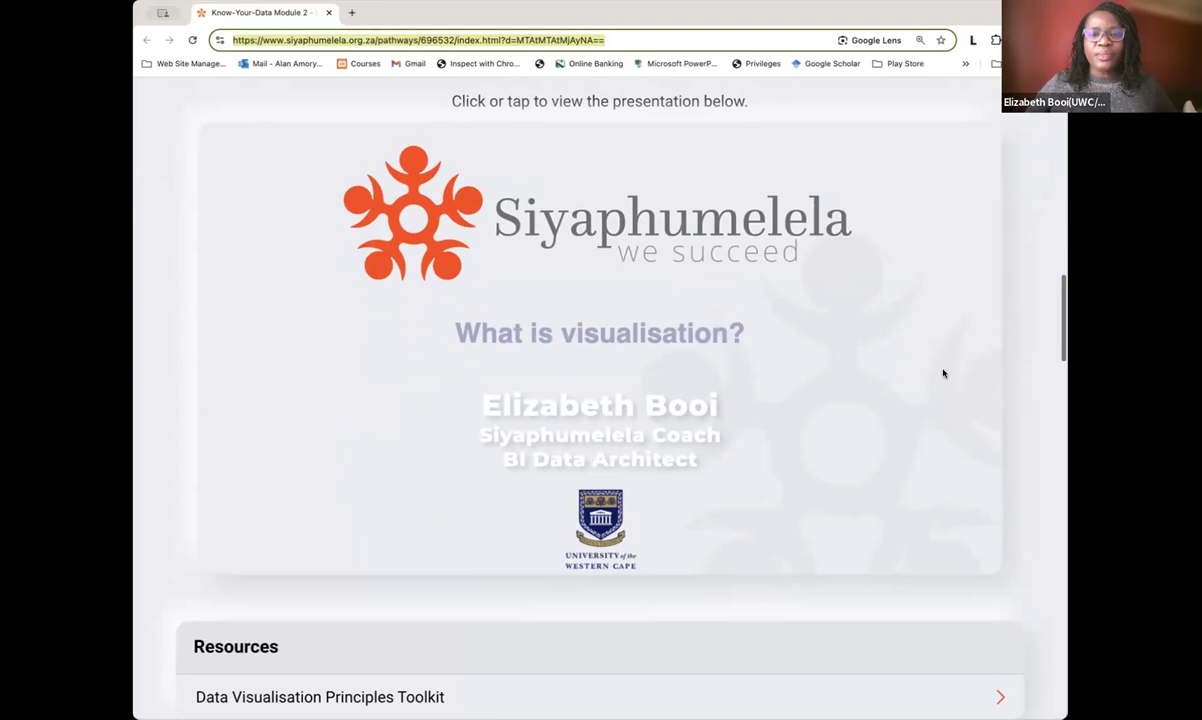 Know-Your-Data Module 2 -
https://www.siyaphumelela.org.za/pathways/696532/index.html?d=MTAtMTAtMjAyNA==
Google Lens
L
Web Site Manage...
Mail - Alan Amory...
Courses
Gmail
Inspect with Chro...
Online Banking
Microsoft PowerP...
Privileges
Google Scholar
Play Store
»
Elizabeth Booi(UWC/...
Click or tap to view the presentation below.
Siyaphumelela
we succeed
What is visualisation?
Elizabeth Booi
Siyaphumelela Coach
BI Data Architect
UNIVERSITY of the
WESTERN CAPE
Resources
Data Visualisation Principles Toolkit